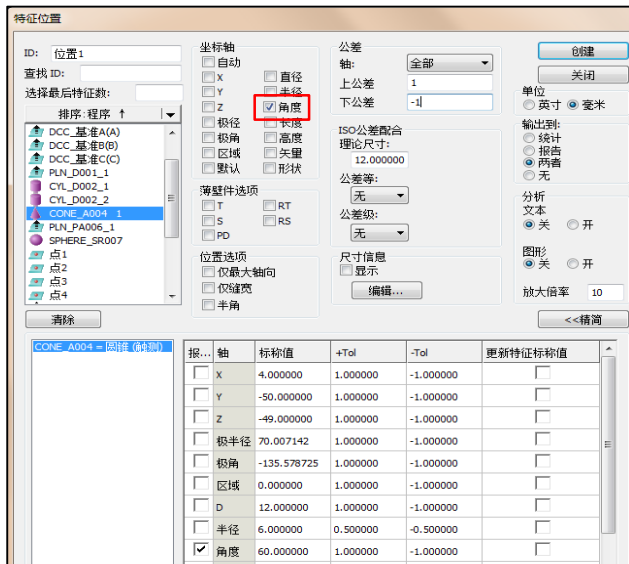 特征位置
ID: 位置1
查找 ID:
选择最后特征数:
排序:程序 ↑
DCC_基准A(A)
DCC_基准B(B)
DCC_基准C(C)
PLN_D001_1
CYL_D002_1
CYL_D002_2
CONE_A004_1
PLN_PA006_1
SPHERE_SR007
点1
点2
点3
点4
清除
坐标轴
自动
X 直径
Y 半径
Z 角度
极径 长度
极角 高度
区域 矢量
默认 形状
薄壁件选项
T RT
S RS
PD
位置选项
仅最大轴向
仅缝宽
半角
公差
轴: 全部
上公差 1
下公差 -1
ISO公差配合
理论尺寸:
12.000000
公差等:
无
公差级:
无
尺寸信息
显示
编辑...
创建
关闭
单位
英寸 毫米
输出到:
统计
报告
两者
无
分析
文本
关 开
图形
关 开
放大倍率 10
<<精简
CONE_A004 = 圆锥 (触测)
报... 轴 标称值 +Tol -Tol 更新特征标称值
X 4.000000 1.000000 -1.000000
Y -50.000000 1.000000 -1.000000
Z -49.000000 1.000000 -1.000000
极半径 70.007142 1.000000 -1.000000
极角 -135.578725 1.000000 -1.000000
区域 0.000000 1.000000 -1.000000
D 12.000000 1.000000 -1.000000
半径 6.000000 0.500000 -0.500000
角度 60.000000 1.000000 -1.000000